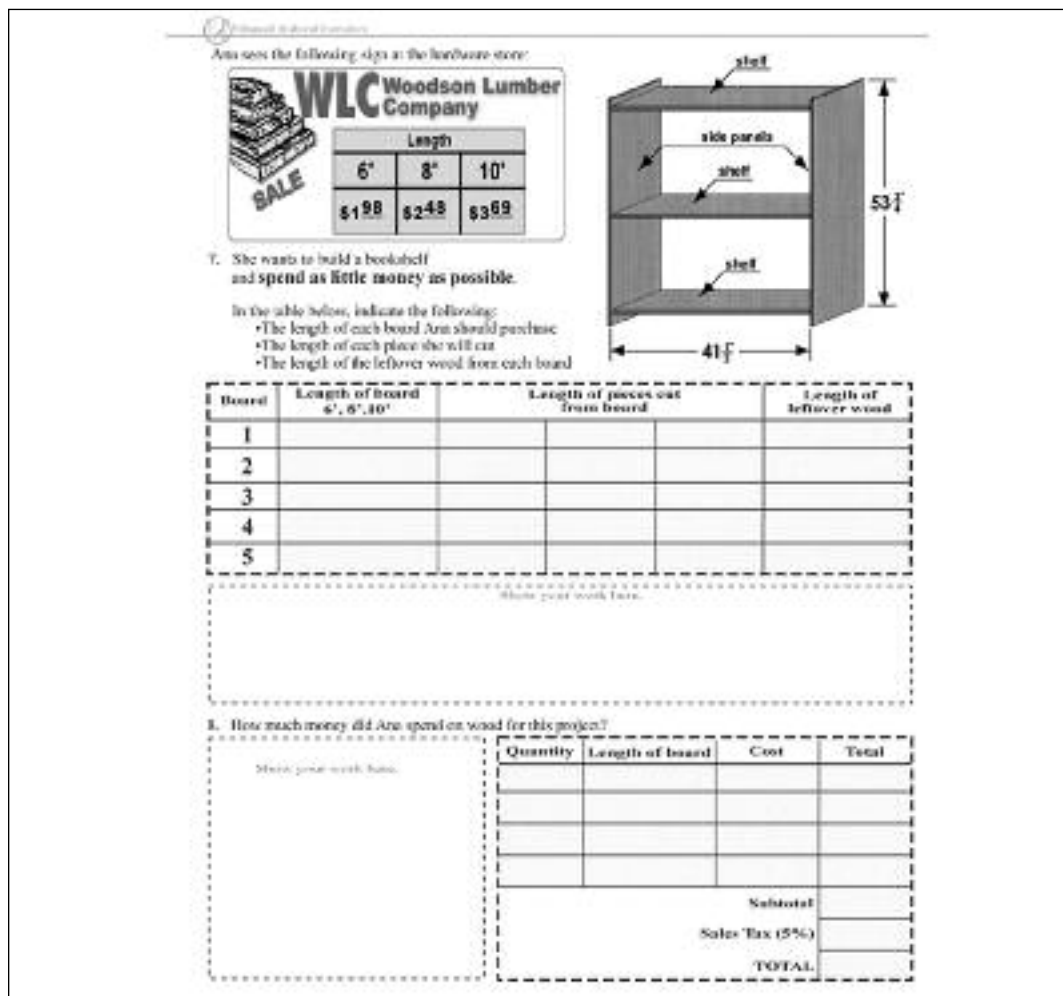 Ana sees the following sign at the hardware store:
WLC Woodson Lumber
Company
Length
6' 8' 10'
$1.98 $2.48 $3.69
SALE
shelf
side panels
shelf
shelf
7. She wants to build a bookshelf
and spend as little money as possible.
In the table below, indicate the following:
•The length of each board Ana should purchase
•The length of each piece she will cut
•The length of the leftover wood from each board
Board Length of board Length of pieces cut Length of
6', 8', 10' from board leftover wood
1
2
3
4
5
Show your work here.
8. How much money did Ana spend on wood for this project?
Show your work here.
Quantity Length of board Cost Total
Subtotal
Sales Tax (5%)
TOTAL